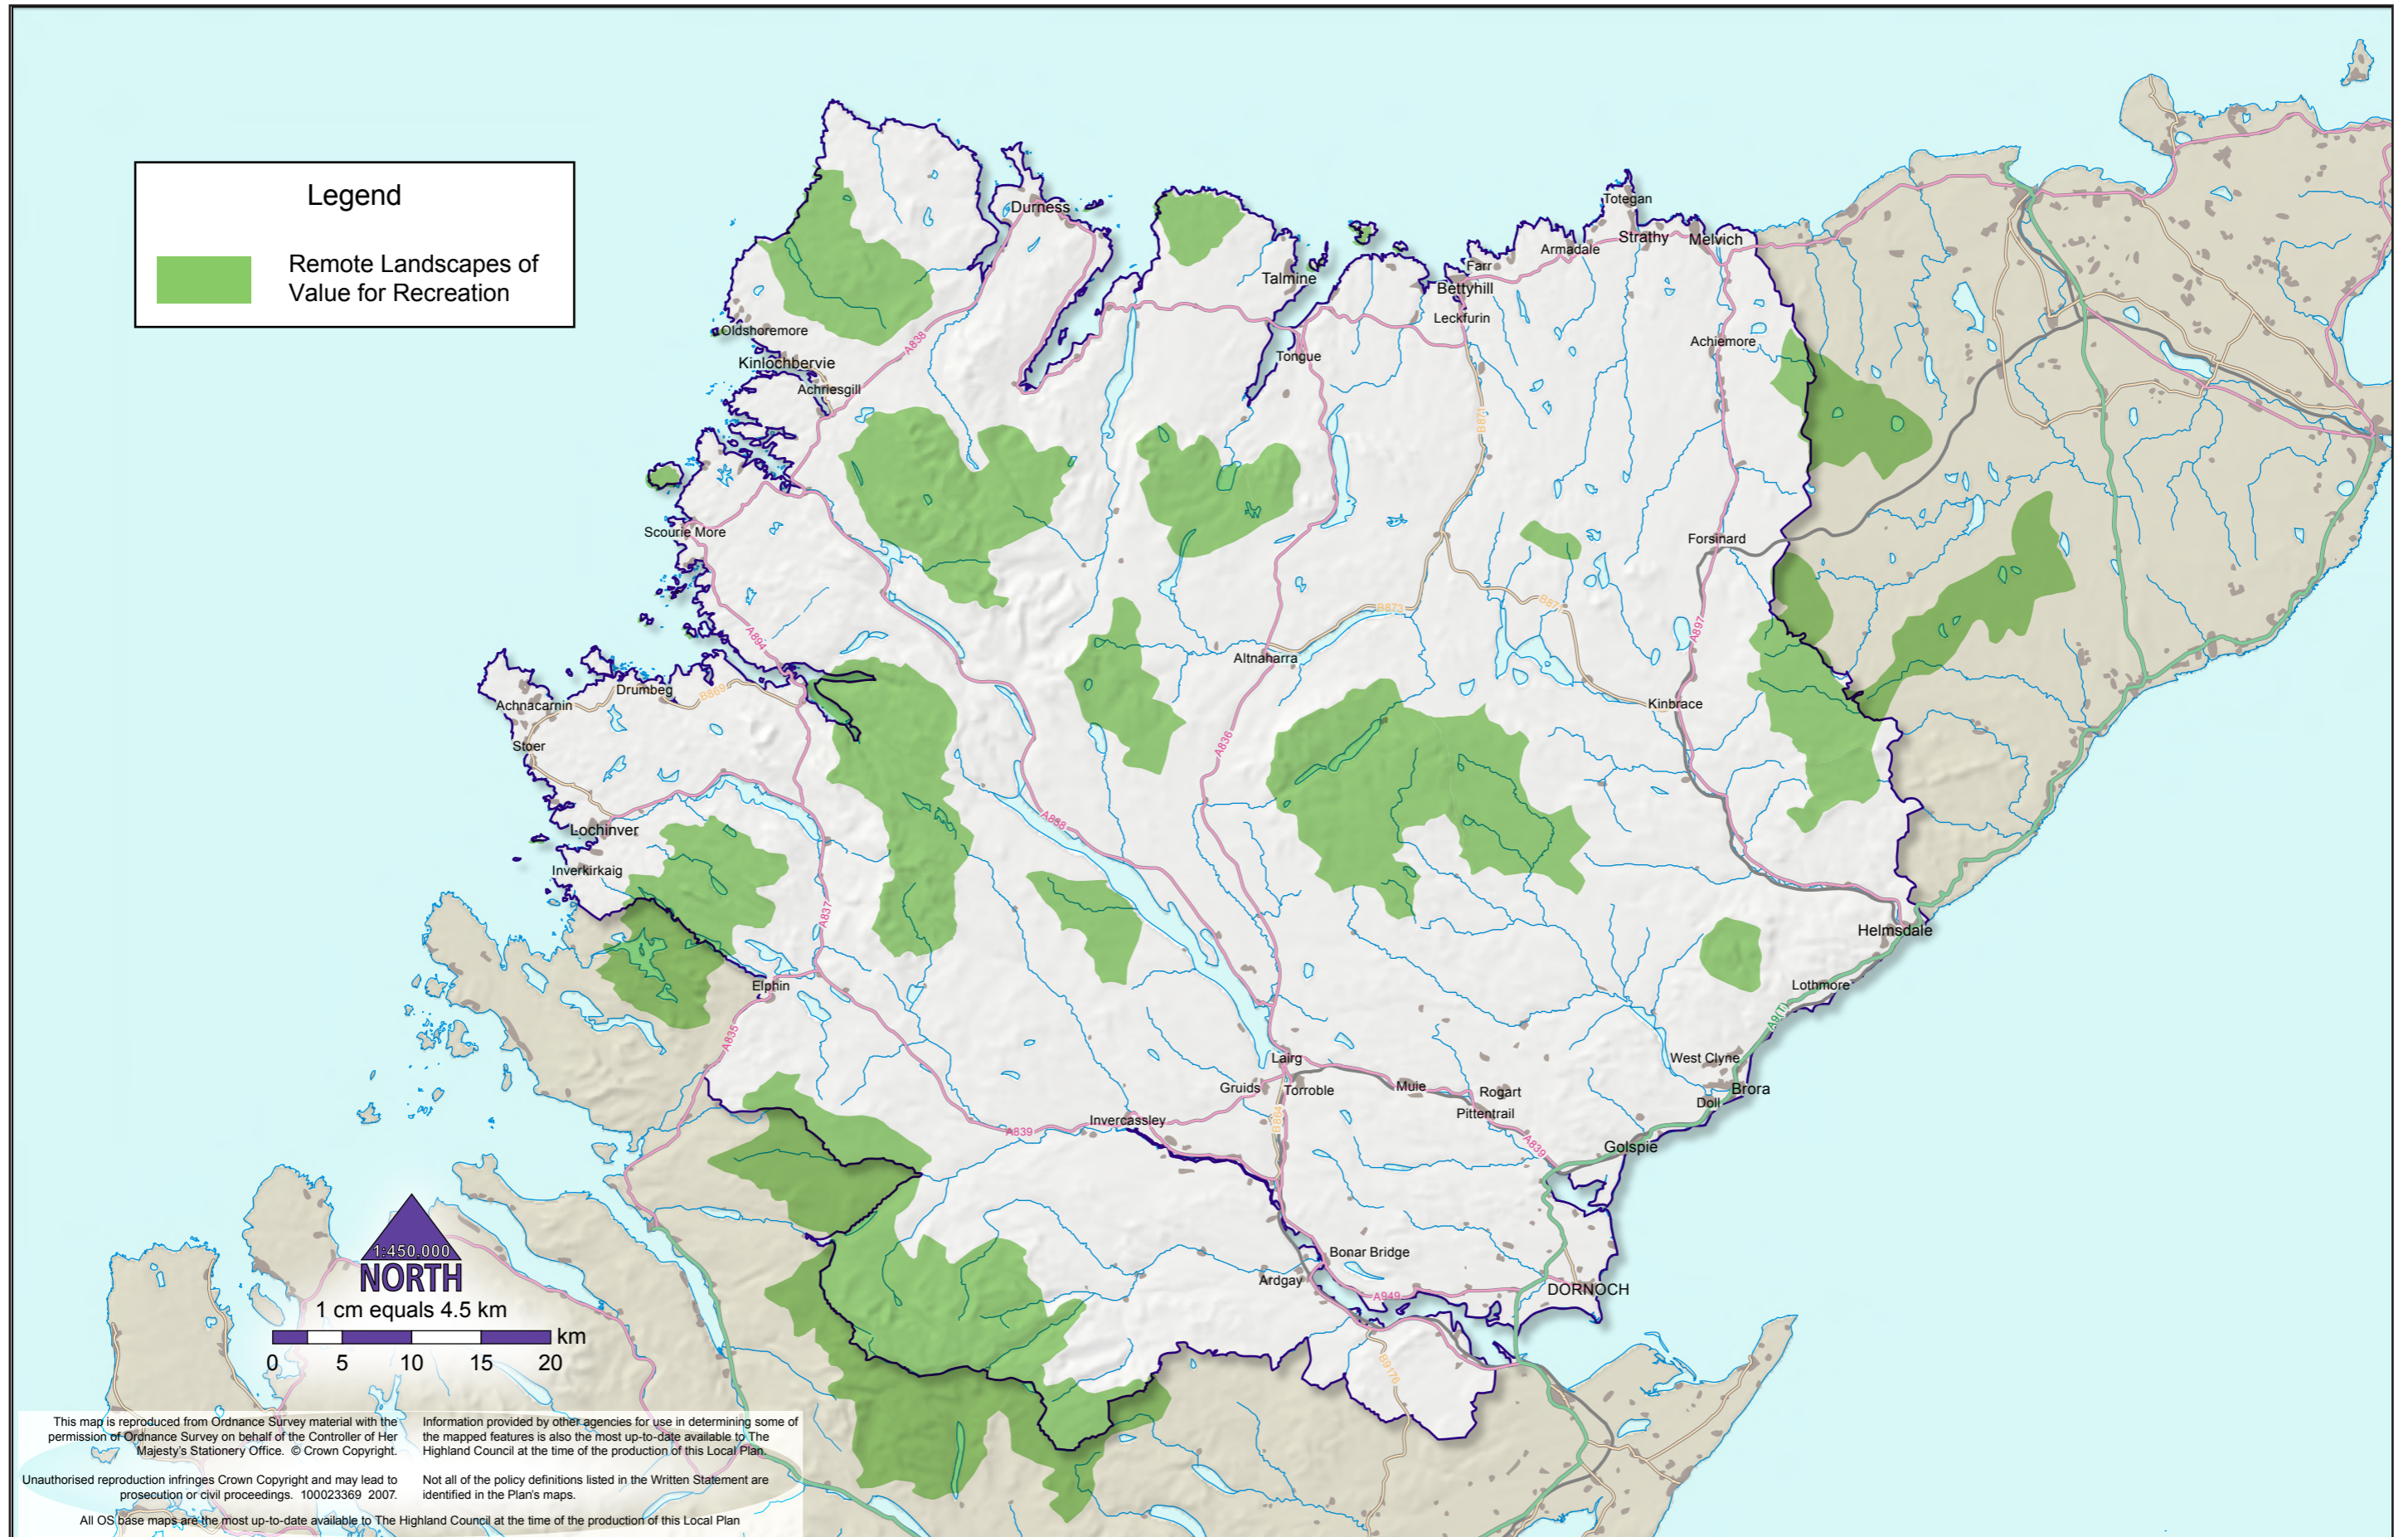 Legend
Remote Landscapes of
Value for Recreation
Durness
Totegan
Strathy
Melvich
Armadale
Farr
Bettyhill
Talmine
Leckfurin
Oldshoremore
A838
Achiemore
Kinlochbervie
Tongue
Achriesgill
B871
Scourie More
Forsinard
B873
B871
A894
A897
Altnaharra
Drumbeg
B869
Achnacarnin
Kinbrace
Stoer
A836
A838
Lochinver
Inverkirkaig
A837
Helmsdale
Elphin
Lothmore
A9(T)
A835
Lairg
West Clyne
Gruids
Torroble
Muie
Rogart
Brora
Doll
Pittentrail
Invercassley
B864
A839
A839
Golspie
Bonar Bridge
Ardgay
DORNOCH
A949
B9176
1:450,000
NORTH
1 cm equals 4.5 km
km
0 5 10 15 20
This map is reproduced from Ordnance Survey material with the
permission of Ordnance Survey on behalf of the Controller of Her
Majesty's Stationery Office. © Crown Copyright.
Unauthorised reproduction infringes Crown Copyright and may lead to
prosecution or civil proceedings. 100023369 2007.
Information provided by other agencies for use in determining some of
the mapped features is also the most up-to-date available to The
Highland Council at the time of the production of this Local Plan.
Not all of the policy definitions listed in the Written Statement are
identified in the Plan's maps.
All OS base maps are the most up-to-date available to The Highland Council at the time of the production of this Local Plan